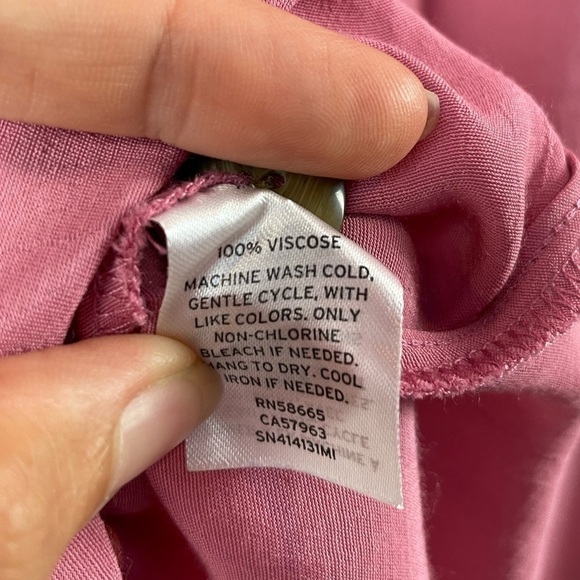 100% VISCOSE
MACHINE WASH COLD,
GENTLE CYCLE, WITH
LIKE COLORS. ONLY
NON-CHLORINE
BLEACH IF NEEDED.
HANG TO DRY. COOL
IRON IF NEEDED.
RN58665
CA57963
SN414131MI